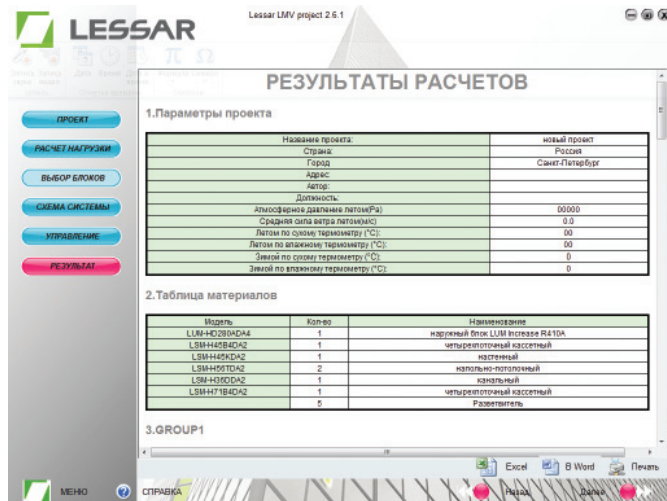 Lessar LMV project 2.6.1
LESSAR
РЕЗУЛЬТАТЫ РАСЧЕТОВ
ПРОЕКТ
РАСЧЕТ НАГРУЗКИ
ВЫБОР БЛОКОВ
СХЕМА СИСТЕМЫ
УПРАВЛЕНИЕ
РЕЗУЛЬТАТ
1.Параметры проекта
Название проекта: новый проект
Страна: Россия
Город Санкт-Петербург
Адрес:
Автор:
Должность:
Атмосферное давление летом(Pa) 00000
Средняя сила ветра летом(м/с) 0.0
Летом по сухому термометру (°C): 00
Летом по влажному термометру (°C): 00
Зимой по сухому термометру (°C): 0
Зимой по влажному термометру (°C): 0
2.Таблица материалов
Модель Кол-во Наименование
LUM-HD280ADA4 1 наружный блок LUM Increase R410A
LSM-H45B4DA2 1 четырехпоточный кассетный
LSM-H45KDA2 1 настенный
LSM-H56TDA2 2 напольно-потолочный
LSM-H36DDA2 1 канальный
LSM-H71B4DA2 1 четырехпоточный кассетный
5 Разветвитель
3.GROUP1
Excel В Word Печать
МЕНЮ СПРАВКА Назад Далее